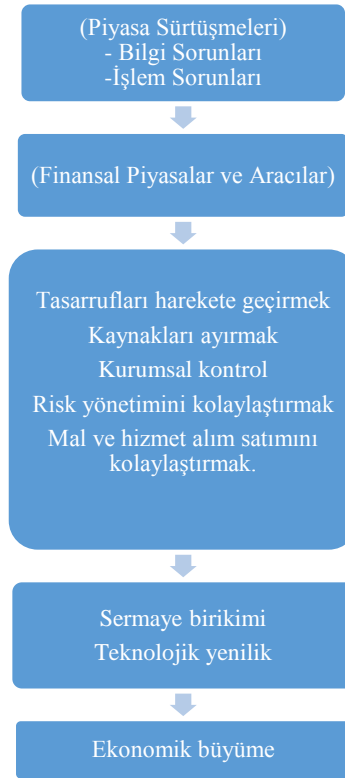 (Piyasa Sürtüşmeleri)
- Bilgi Sorunları
-İşlem Sorunları
(Finansal Piyasalar ve Aracılar)
Tasarrufları harekete geçirmek
Kaynakları ayırmak
Kurumsal kontrol
Risk yönetimini kolaylaştırmak
Mal ve hizmet alım satımını
kolaylaştırmak.
Sermaye birikimi
Teknolojik yenilik
Ekonomik büyüme